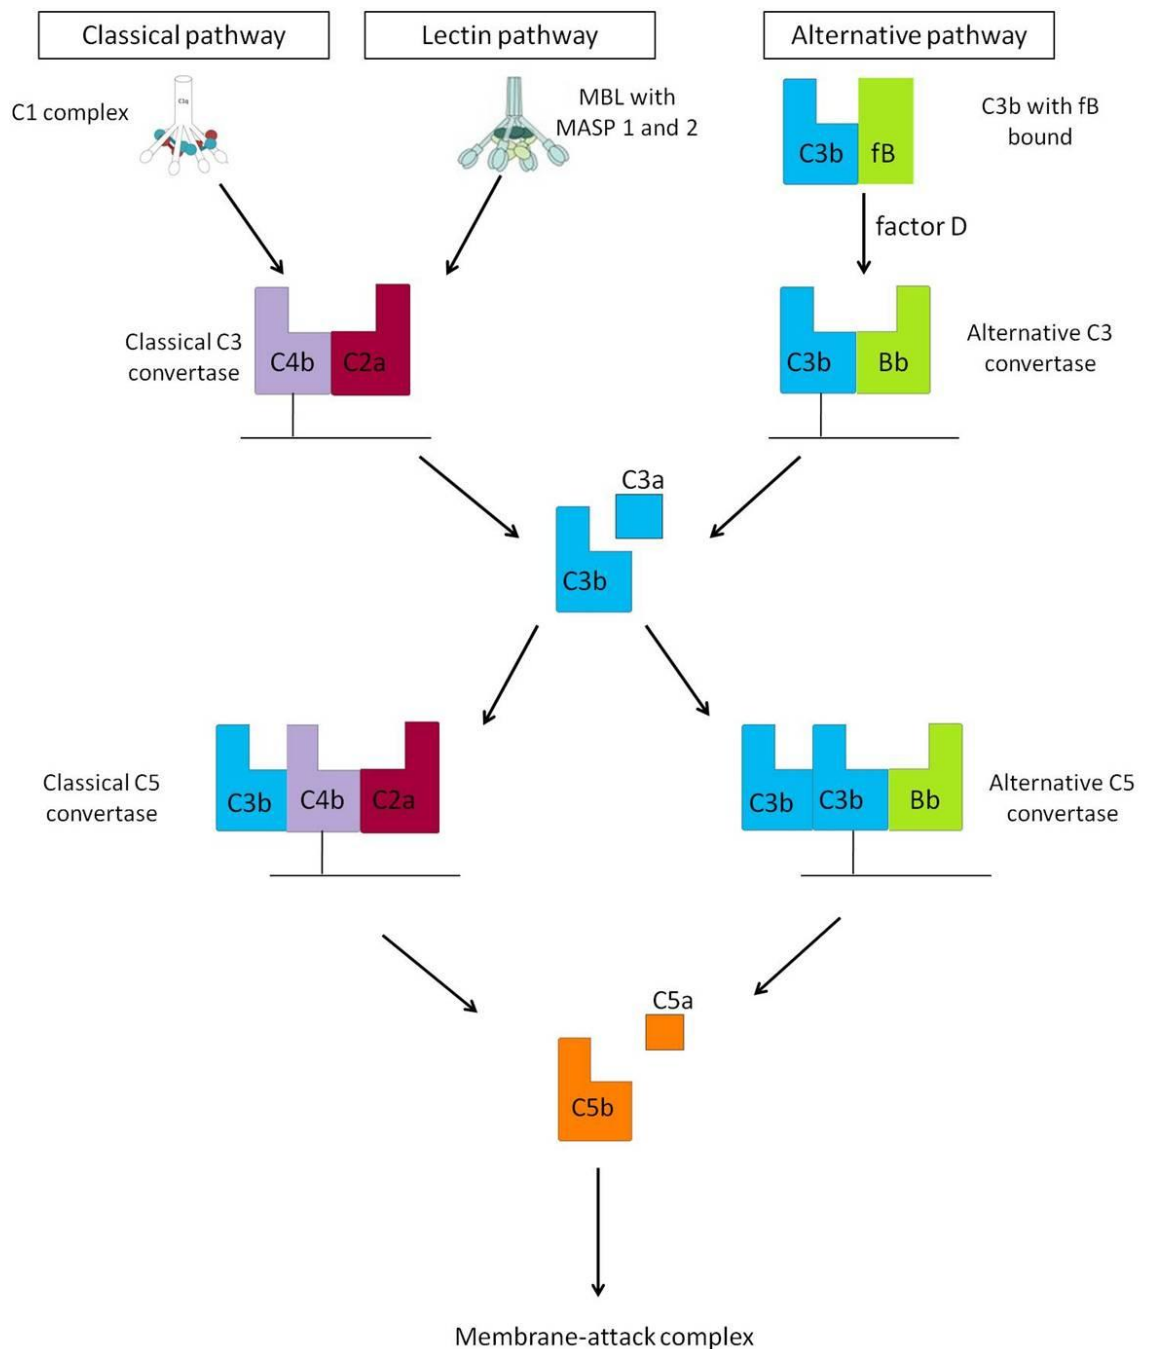 Classical pathway
Lectin pathway
Alternative pathway
C1 complex
C1q
MBL with
MASP 1 and 2
C3b
fB
C3b with fB
bound
factor D
Classical C3
convertase
C4b
C2a
C3b
Bb
Alternative C3
convertase
C3a
C3b
Classical C5
convertase
C3b
C4b
C2a
C3b
C3b
Bb
Alternative C5
convertase
C5a
C5b
Membrane-attack complex